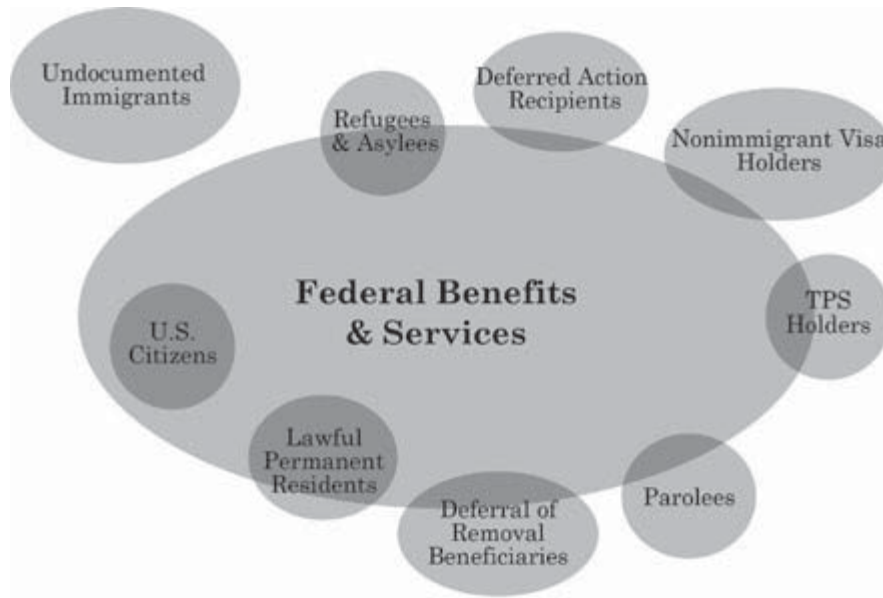 Undocumented
Immigrants
Refugees
& Asylees
Deferred Action
Recipients
Nonimmigrant Visa
Holders
Federal Benefits
& Services
TPS
Holders
U.S.
Citizens
Lawful
Permanent
Residents
Deferral of
Removal
Beneficiaries
Parolees